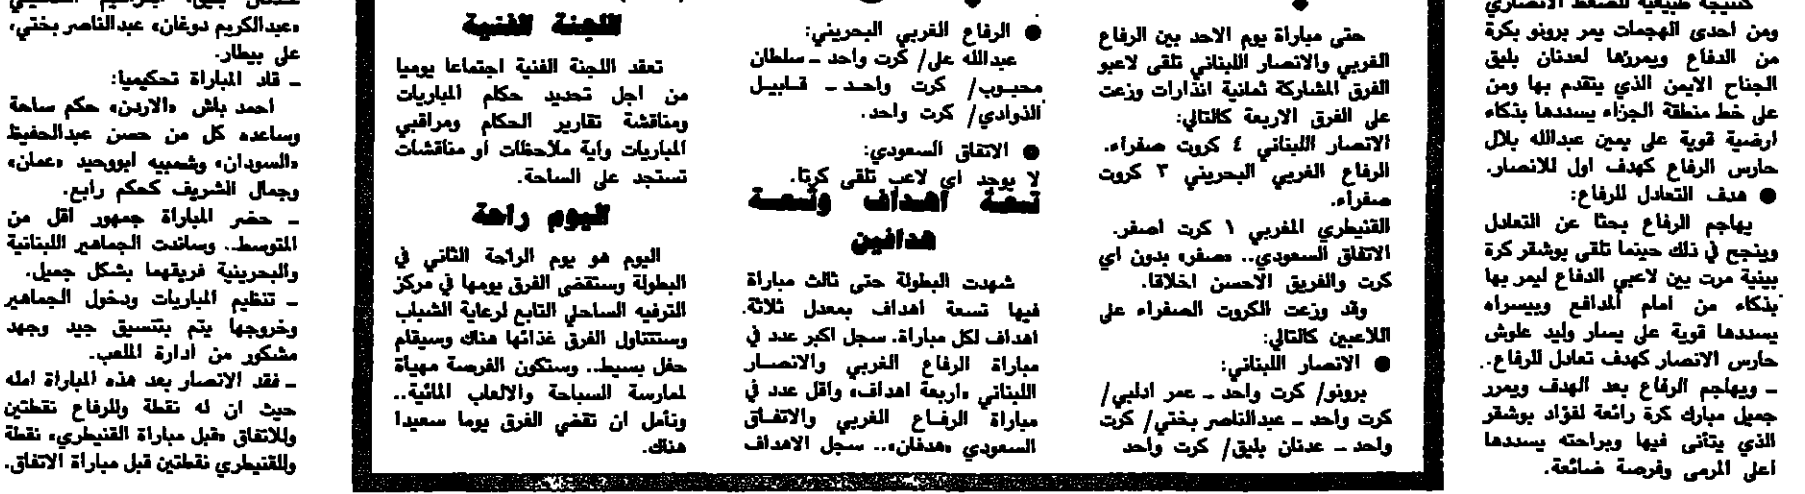 كنتيجة طبيعية للضغط الانصاري
ومن احدى الهجمات يمر برونو بكرة
من الدفاع ويمررها لعدنان بليق
الجناح الايمن الذي يتقدم بها ومن
على خط منطقة الجزاء يسددها بذكاء
ارضية قوية على يمين عبدالله بلال
حارس الرفاع كهدف اول للانصار.
● هدف التعادل للرفاع:
يهاجم الرفاع بحثا عن التعادل
وينجح في ذلك حينما تلقى بوشقر كرة
بينية مرت بين لاعبي الدفاع ليمر بها
بذكاء من امام المدافع وبيسراه
يسددها قوية على يسار وليد علوش
حارس الانصار كهدف تعادل للرفاع.
ـ ويهاجم الرفاع بعد الهدف ويمرر
جميل مبارك كرة رائعة لفؤاد بوشقر
الذي يتأنى فيها وبراحته يسددها
اعلى المرمى وفرصة ضائعة.
حتى مباراة يوم الاحد بين الرفاع
الغربي والانصار اللبناني تلقى لاعبو
الفرق المشاركة ثمانية انذارات وزعت
على الفرق الاربعة كالتالي:
الانصار اللبناني ٤ كروت صفراء.
الرفاع الغربي البحريني ٣ كروت
صفراء.
القنيطري المغربي ١ كرت اصفر.
الاتفاق السعودي.. «صفر» بدون اي
كرت والفريق الاحسن اخلاقا.
وقد وزعت الكروت الصفراء على
اللاعبين كالتالي:
● الانصار اللبناني:
برونو/ كرت واحد ـ عمر ادلبي/
كرت واحد ـ عبدالناصر بختي/ كرت
واحد ـ عدنان بليق/ كرت واحد
● الرفاع الغربي البحريني:
عبدالله علي/ كرت واحد ـ سلطان
محبوب/ كرت واحد ـ قابيل
الذوادي/ كرت واحد.
● الاتفاق السعودي:
لا يوجد اي لاعب تلقى كرتا.
تسعة اهداف وتسعة
هدافين
شهدت البطولة حتى ثالث مباراة
فيها تسعة اهداف بمعدل ثلاثة
اهداف لكل مباراة. سجل اكبر عدد في
مباراة الرفاع الغربي والانصار
اللبناني «اربعة اهداف» واقل عدد في
مباراة الرفاع الغربي والاتفاق
السعودي «هدفان».. سجل الاهداف
اللجنة الفنية
تعقد اللجنة الفنية اجتماعا يوميا
من اجل تحديد حكام المباريات
ومناقشة تقارير الحكام ومراقبي
المباريات واية ملاحظات او مناقشات
تستجد على الساحة.
اليوم راحة
اليوم هو يوم الراحة الثاني في
البطولة وستقضي الفرق يومها في مركز
الترفيه الساحلي التابع لرعاية الشباب
وستتناول الفرق غذائها هناك وسيقام
حفل بسيط.. وستكون الفرصة مهيأة
لممارسة السباحة والالعاب المائية..
ونأمل ان تقضي الفرق يوما سعيدا
هناك.
«عبدالكريم دوغان» عبدالناصر بختي،
على بيطار.
ـ قاد المباراة تحكيميا:
احمد باش «الاردن» حكم ساحة
وساعده كل من حسن عبدالحفيظ
«السودان» وشمبيه ابووحيد «عمان»
وجمال الشريف كحكم رابع.
ـ حضر المباراة جمهور اقل من
المتوسط.. وساندت الجماهير اللبنانية
والبحرينية فريقهما بشكل جميل.
ـ تنظيم المباريات ودخول الجماهير
وخروجها يتم بتنسيق جيد وجهد
مشكور من ادارة الملعب.
ـ فقد الانصار بعد هذه المباراة امله
حيث ان له نقطة وللرفاع نقطتين
وللاتفاق «قبل مباراة القنيطري» نقطة
وللقنيطري نقطتين قبل مباراة الاتفاق.